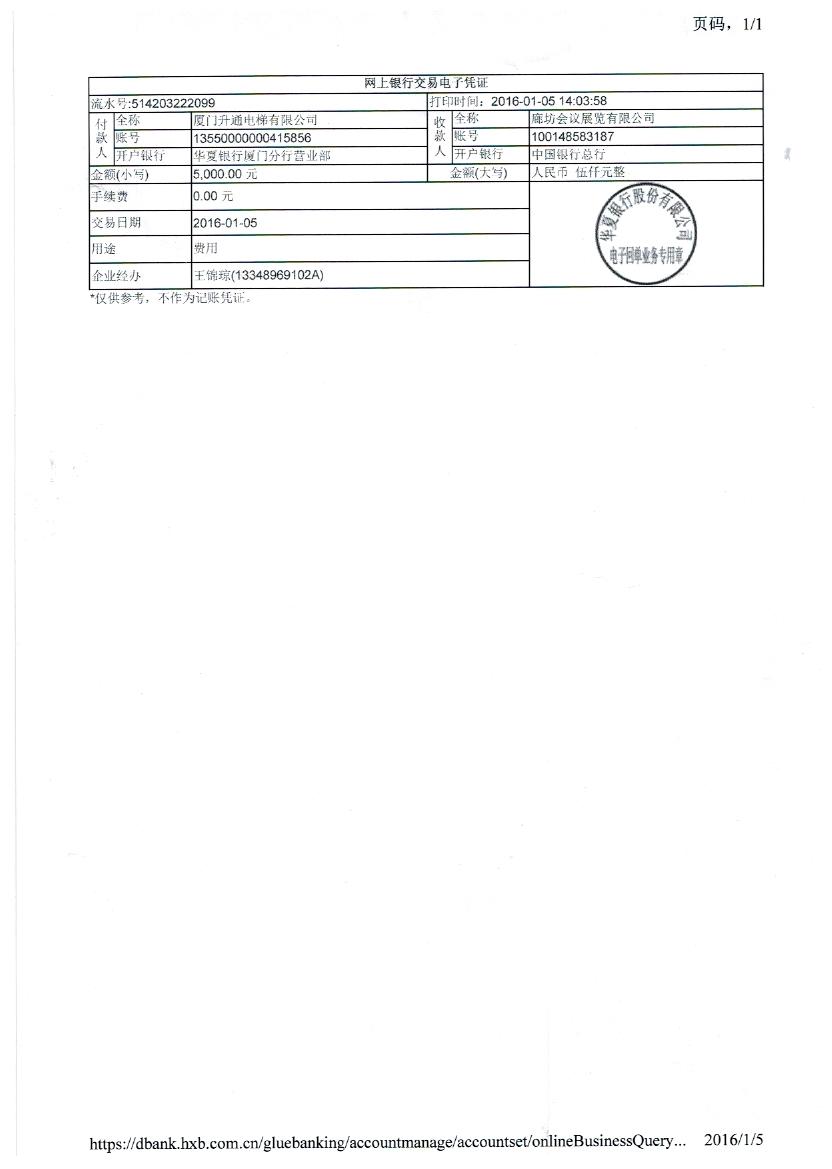 页码，1/1
网上银行交易电子凭证
流水号:514203222099 打印时间：2016-01-05 14:03:58
付款人 全称 厦门升通电梯有限公司 收款人 全称 廊坊会议展览有限公司
账号 13550000000415856 账号 100148583187
开户银行 华夏银行厦门分行营业部 开户银行 中国银行总行
金额(小写) 5,000.00 元 金额(大写) 人民币 伍仟元整
手续费 0.00 元
华夏银行股份有限公司
电子回单业务专用章
交易日期 2016-01-05
用途 费用
企业经办 王锦琼(13348969102A)
*仅供参考，不作为记账凭证。
https://dbank.hxb.com.cn/gluebanking/accountmanage/accountset/onlineBusinessQuery... 2016/1/5